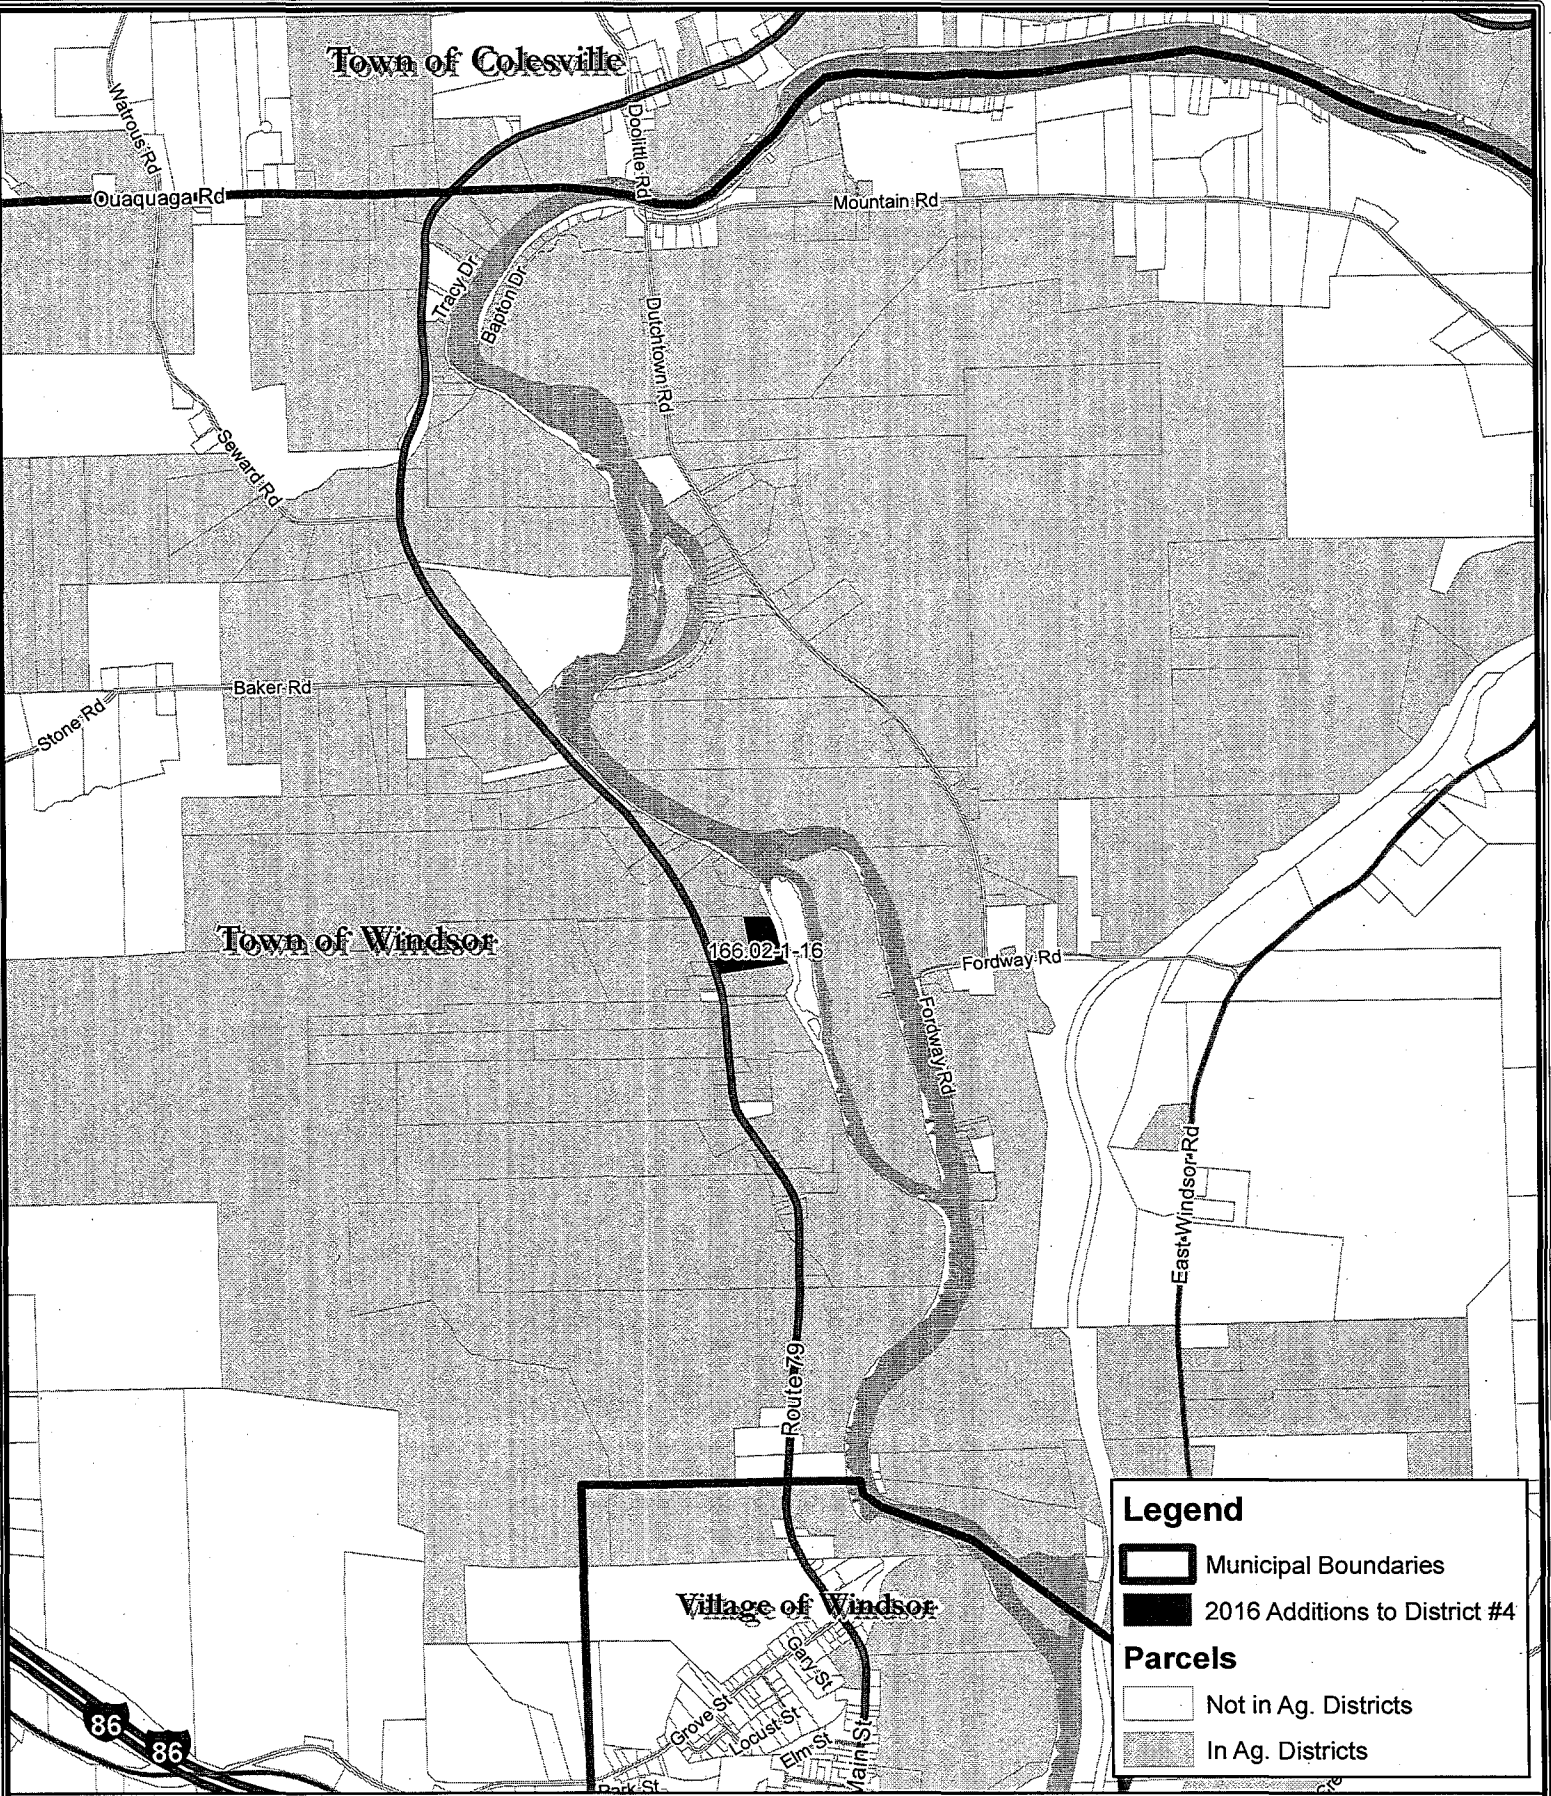 Town of Colesville
Watrous Rd
Doolittle Rd
Ouaquaga Rd
Mountain Rd
Tracy Dr
Bapton Dr
Dutchtown Rd
Seward Rd
Baker Rd
Stone Rd
Town of Windsor
166.02-1-16
Fordway Rd
Fordway Rd
East Windsor Rd
Route 79
Legend
Municipal Boundaries
2016 Additions to District #4
Parcels
Not in Ag. Districts
In Ag. Districts
Village of Windsor
Gary St
Grove St
Locust St
Elm St
Main St
Park St
86
86